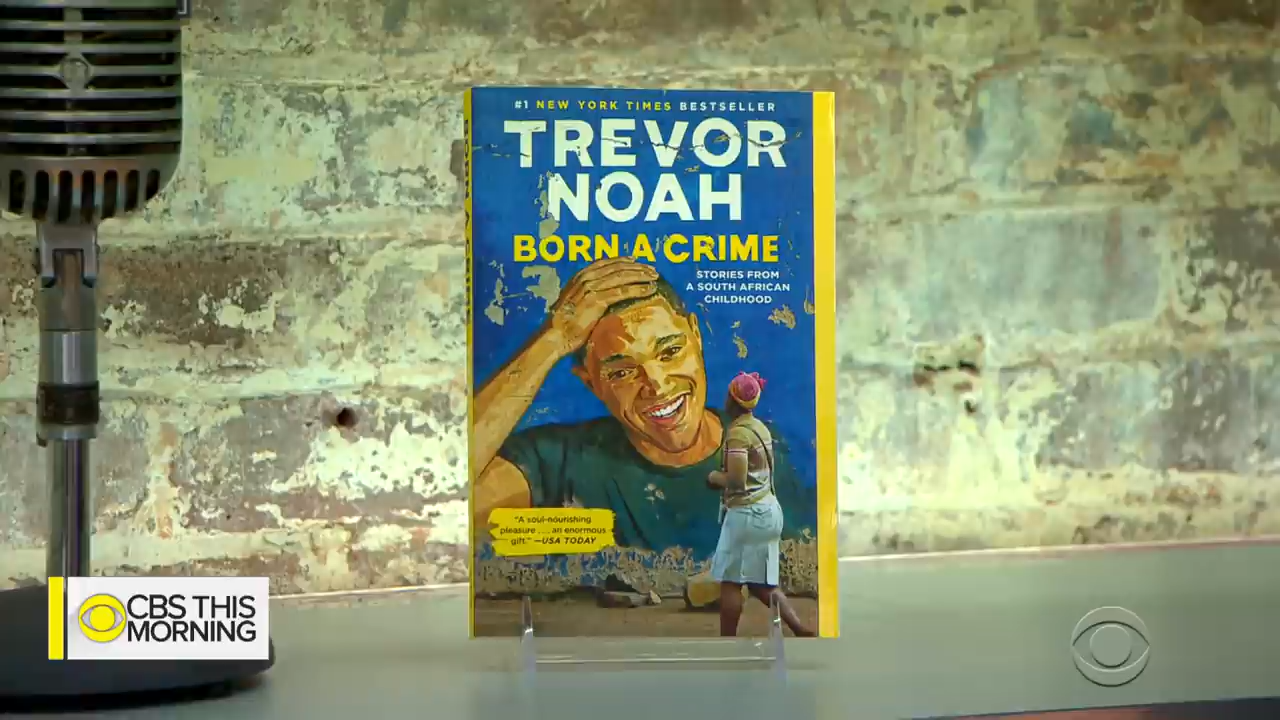 #1 NEW YORK TIMES BESTSELLER
TREVOR
NOAH
BORN A CRIME
STORIES FROM
A SOUTH AFRICAN
CHILDHOOD
"A soul-nourishing
pleasure . . . an enormous
gift." —USA TODAY
CBS THIS
MORNING